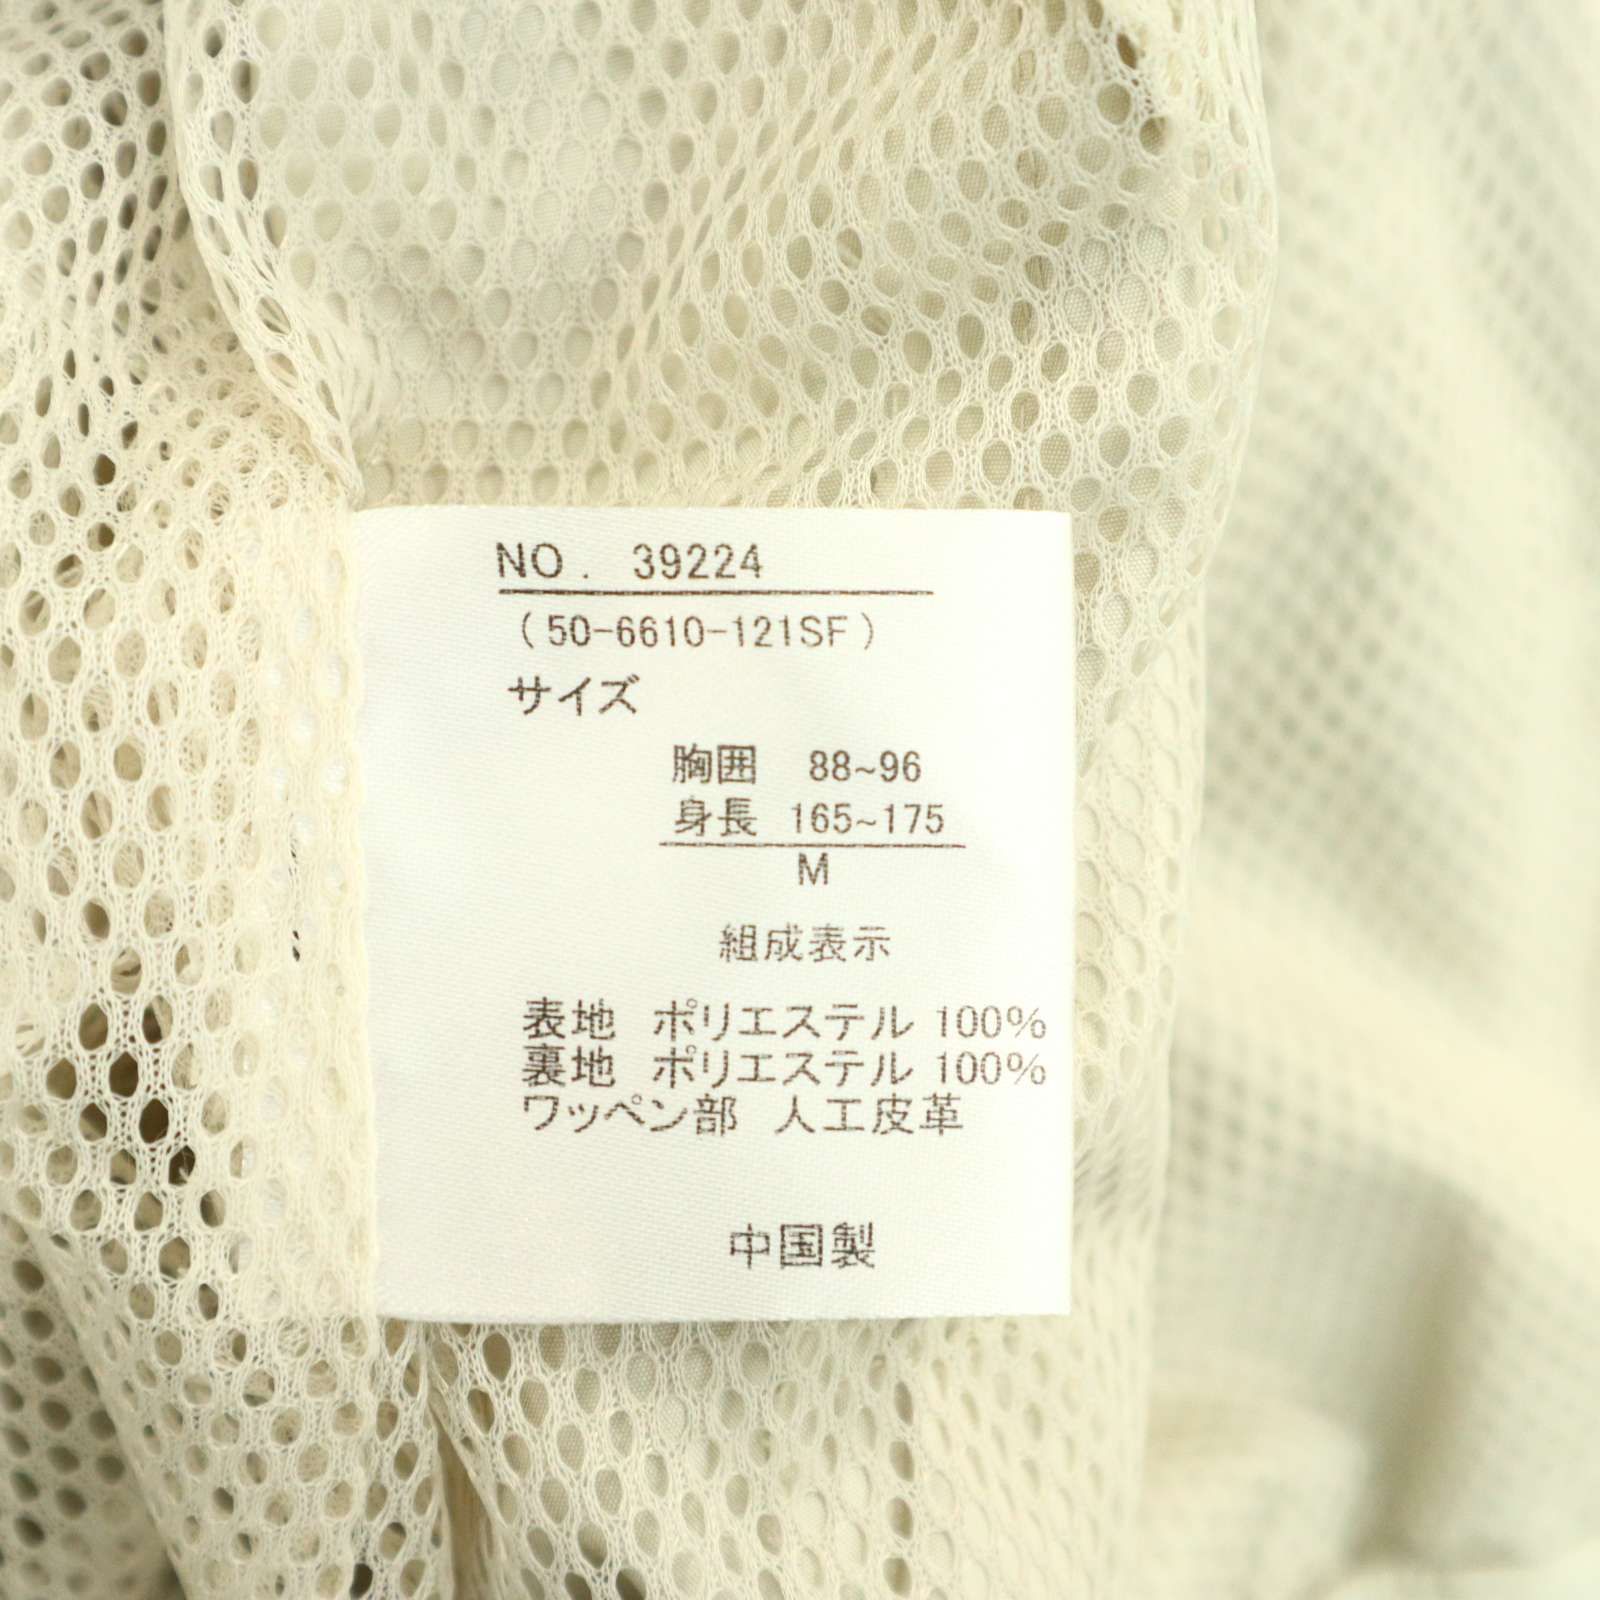 NO. 39224
(50-6610-121SF)
サイズ
胸囲 88~96
身長 165~175
M
組成表示
表地 ポリエステル 100%
裏地 ポリエステル 100%
ワッペン部 人工皮革
中国製